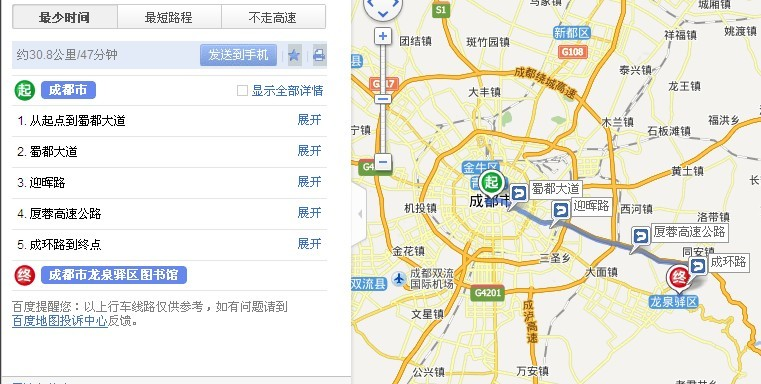 最少时间
最短路程
不走高速
约30.8公里/47分钟
发送到手机
起
成都市
显示全部详情
1. 从起点到蜀都大道
展开
2. 蜀都大道
展开
3. 迎晖路
展开
4. 厦蓉高速公路
展开
5. 成环路到终点
展开
终
成都市龙泉驿区图书馆
百度提醒您：以上行车线路仅供参考，如有问题请到
百度地图投诉中心反馈。
S1
马家镇
城厢镇
团结镇
斑竹园镇
新都区
G108
祥福镇
姚渡镇
成都绕城高速
泰兴镇
大丰镇
龙王镇
木兰镇
石板滩镇
金牛区
黄土镇
起
成都市
蜀都大道
迎晖路
机投镇
西河镇
洛带镇
厦蓉高速公路
金花镇
三圣乡
同安镇
成环路
成都双流
国际机场
大面镇
终
龙泉驿区
双流县
G4201
成泸高速
文星镇
公兴镇
万安镇